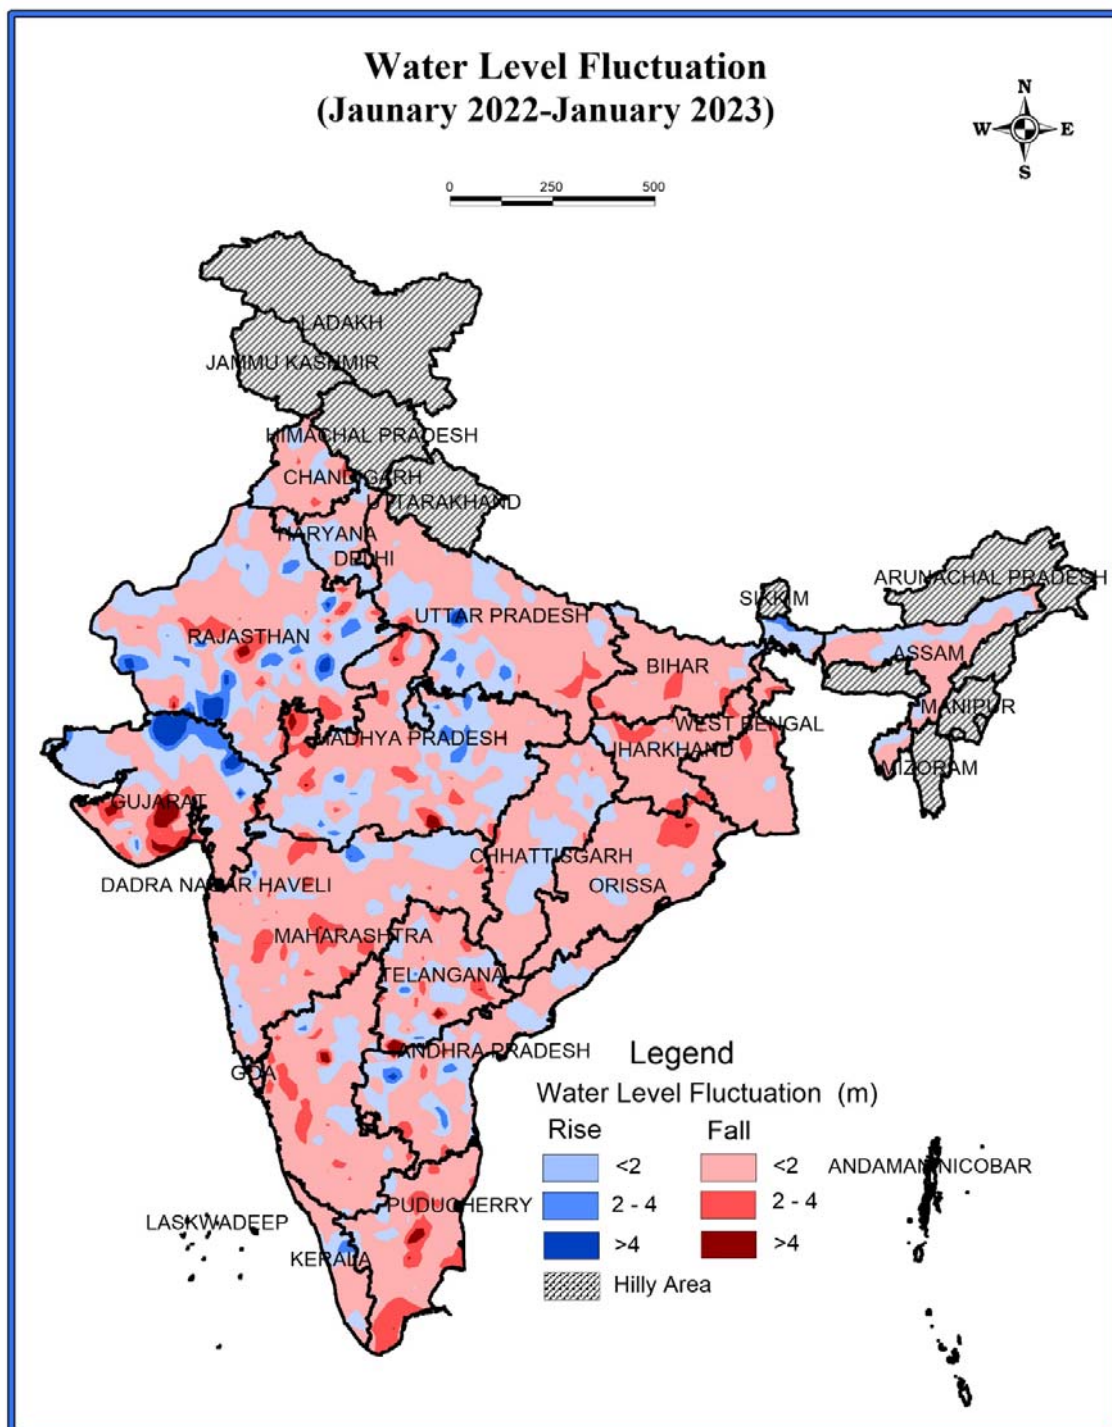 Water Level Fluctuation
(Jaunary 2022-January 2023)
N
W E
S
0 250 500
LADAKH
JAMMU KASHMIR
HIMACHAL PRADESH
CHANDIGARH
UTTARAKHAND
HARYANA
DELHI
ARUNACHAL PRADESH
SIKKIM
UTTAR PRADESH
RAJASTHAN
ASSAM
BIHAR
MANIPUR
WEST BENGAL
MADHYA PRADESH
JHARKHAND
MIZORAM
GUJARAT
CHHATTISGARH
DADRA NAGAR HAVELI
ORISSA
MAHARASHTRA
TELANGANA
ANDHRA PRADESH
GOA
Legend
Water Level Fluctuation (m)
Rise Fall
<2 <2
2 - 4 2 - 4
>4 >4
Hilly Area
ANDAMAN NICOBAR
PUDUCHERRY
LASKWADEEP
KERALA